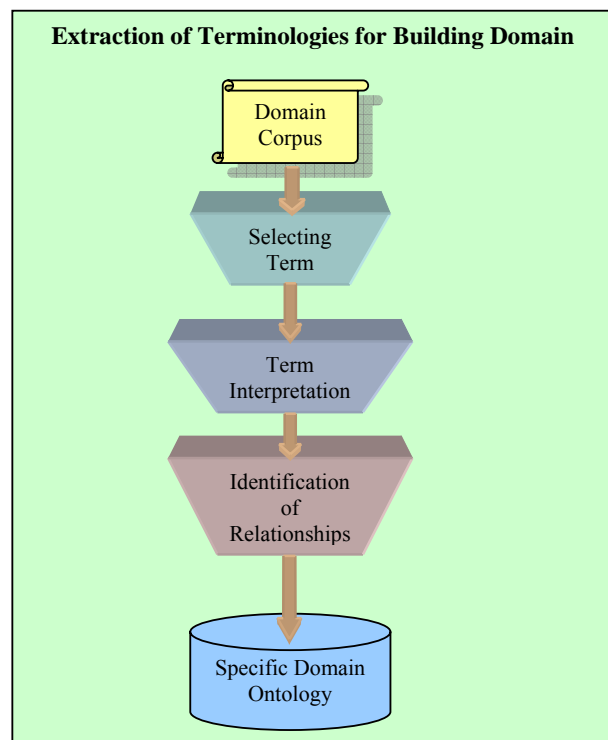 Extraction of Terminologies for Building Domain
Domain
Corpus
Selecting
Term
Term
Interpretation
Identification
of
Relationships
Specific Domain
Ontology